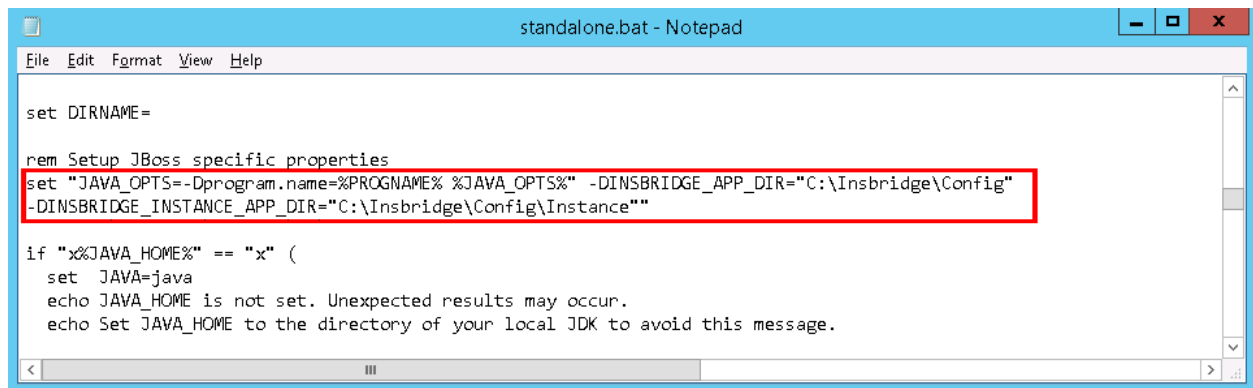 standalone.bat - Notepad
File Edit Format View Help
set DIRNAME=
rem Setup JBoss specific properties
set "JAVA_OPTS=-Dprogram.name=%PROGNAME% %JAVA_OPTS%" -DINSBRIDGE_APP_DIR="C:\Insbridge\Config"
-DINSBRIDGE_INSTANCE_APP_DIR="C:\Insbridge\Config\Instance""
if "x%JAVA_HOME%" == "x" (
  set  JAVA=java
  echo JAVA_HOME is not set. Unexpected results may occur.
  echo Set JAVA_HOME to the directory of your local JDK to avoid this message.